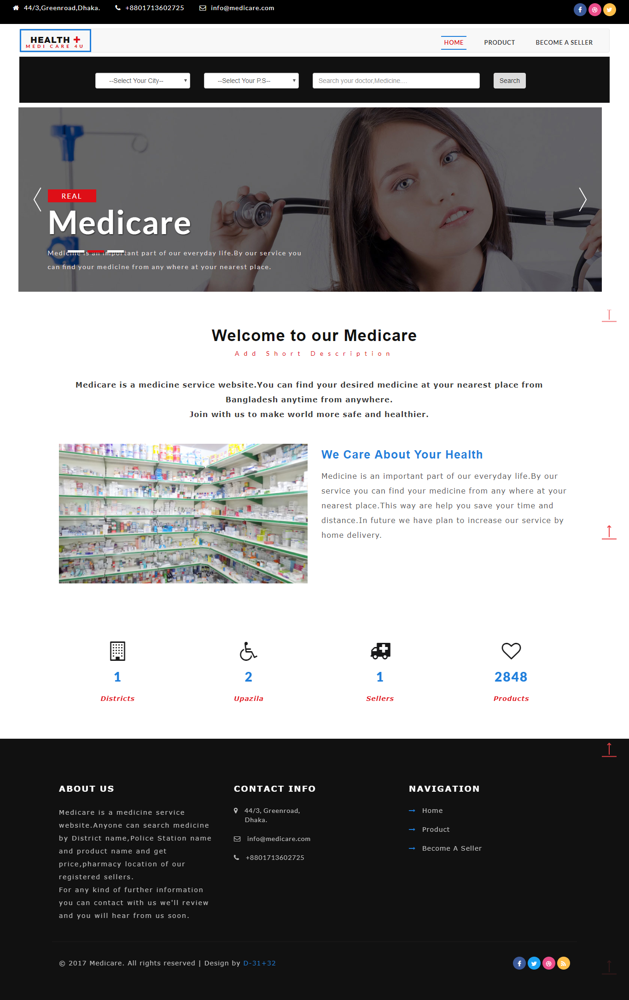 44/3,Greenroad,Dhaka. +8801713602725 info@medicare.com
HEALTH
MEDI CARE 4U
HOME PRODUCT BECOME A SELLER
--Select Your City-- --Select Your P.S-- Search your doctor,Medicine.... Search
REAL
Medicare
Medicine is an important part of our everyday life.By our service you
can find your medicine from any where at your nearest place.
Welcome to our Medicare
Add Short Description
Medicare is a medicine service website.You can find your desired medicine at your nearest place from
Bangladesh anytime from anywhere.
Join with us to make world more safe and healthier.
We Care About Your Health
Medicine is an important part of our everyday life.By our
service you can find your medicine from any where at your
nearest place.This way are help you save your time and
distance.In future we have plan to increase our service by
home delivery.
1 2 1 2848
Districts Upazila Sellers Products
ABOUT US
Medicare is a medicine service
website.Anyone can search medicine
by District name,Police Station name
and product name and get
price,pharmacy location of our
registered sellers.
For any kind of further information
you can contact with us we'll review
and you will hear from us soon.
CONTACT INFO
44/3, Greenroad,
Dhaka.
info@medicare.com
+8801713602725
NAVIGATION
Home
Product
Become A Seller
© 2017 Medicare. All rights reserved | Design by D-31+32